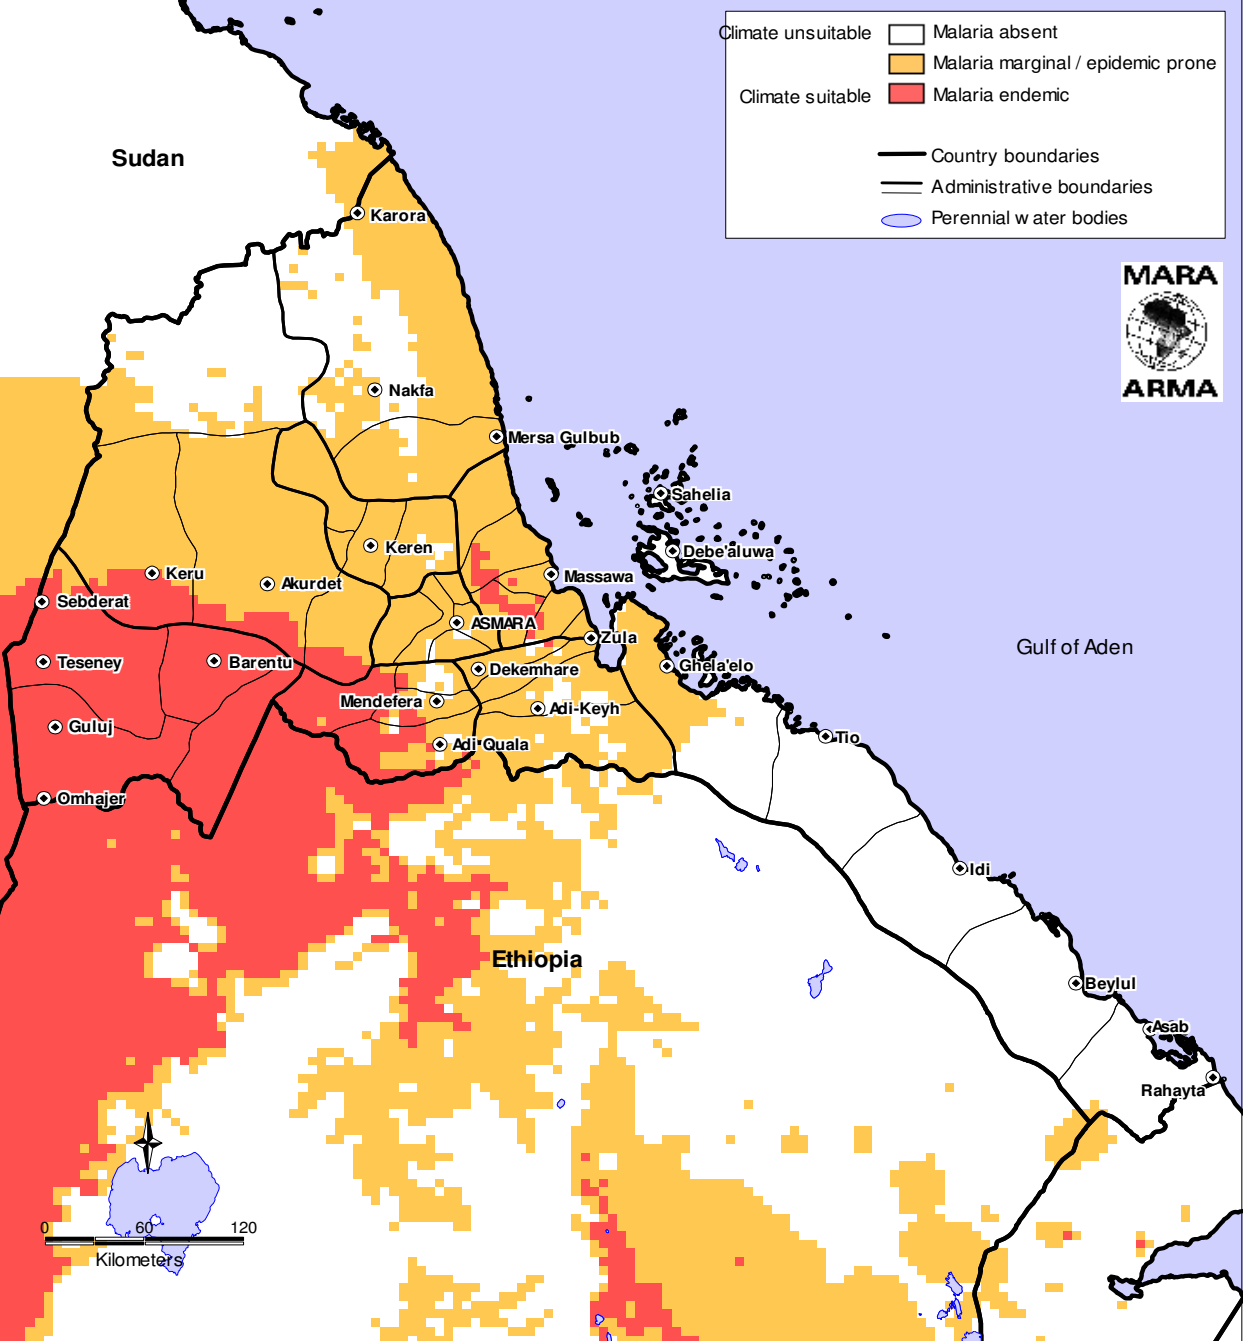 Climate unsuitable
Malaria absent
Malaria marginal / epidemic prone
Climate suitable
Malaria endemic
Country boundaries
Administrative boundaries
Perennial water bodies
MARA
ARMA
Sudan
Karora
Nakfa
Mersa Gulbub
Sahelia
Keren
Debe'aluwa
Keru
Akurdet
Massawa
Sebderat
ASMARA
Zula
Gulf of Aden
Teseney
Barentu
Dekemhare
Ghela'elo
Mendefera
Adi-Keyh
Guluj
Adi Quala
Tio
Omhajer
Idi
Ethiopia
Beylul
Asab
Rahayta
0 60 120
Kilometers